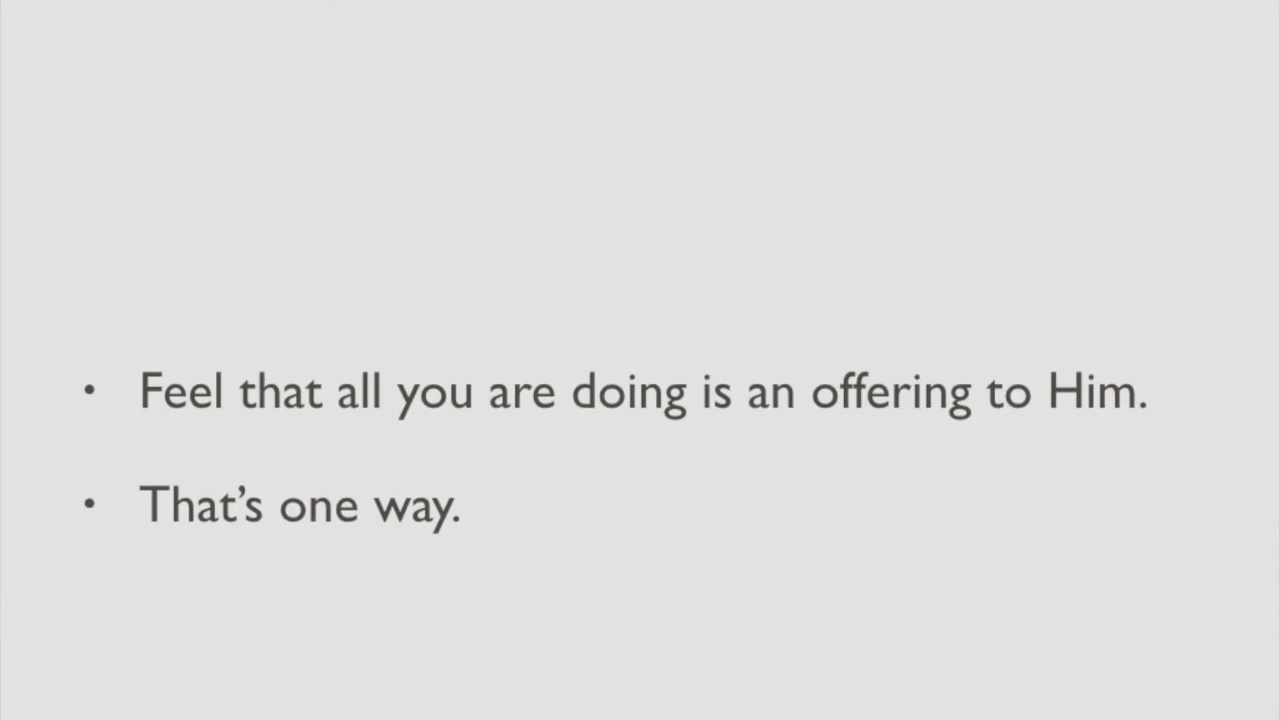 • Feel that all you are doing is an offering to Him.
• That’s one way.